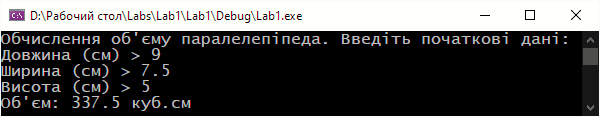 D:\Рабочий стол\Labs\Lab1\Lab1\Debug\Lab1.exe
Обчислення об'єму паралелепіпеда. Введіть початкові дані:
Довжина (см) > 9
Ширина (см) > 7.5
Висота (см) > 5
Об'єм: 337.5 куб.см